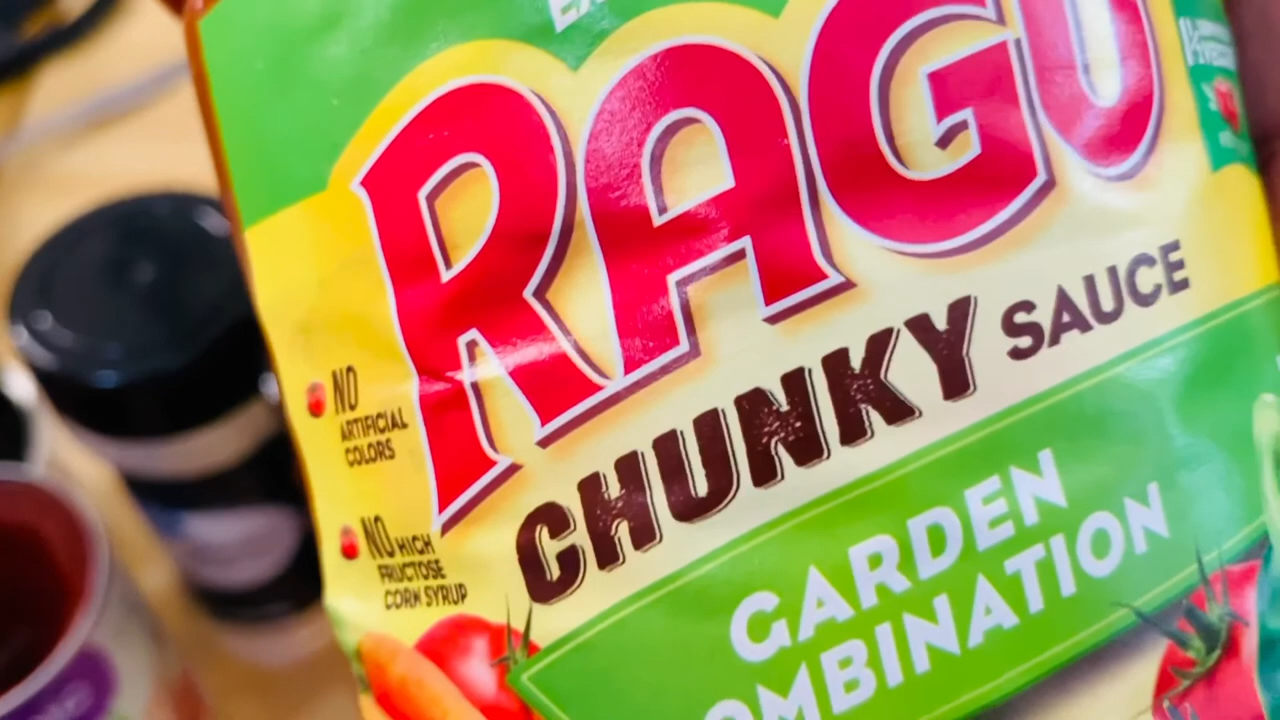 RAGU
CHUNKY SAUCE
NO
ARTIFICIAL
COLORS
NO HIGH
FRUCTOSE
CORN SYRUP
GARDEN
OMBINATION